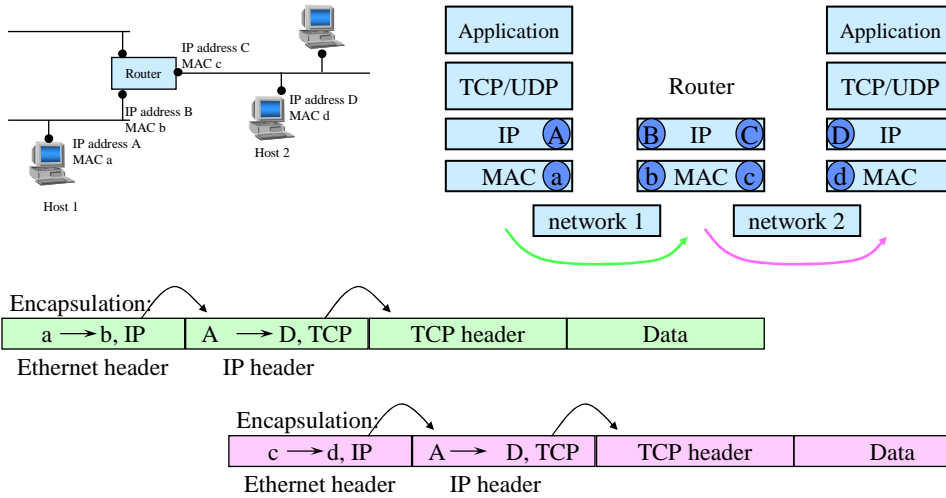 IP address C
MAC c
Router
IP address B
MAC b
IP address D
MAC d
IP address A
MAC a
Host 2
Host 1
Application
TCP/UDP
IP A
MAC a
Router
B IP C
b MAC c
Application
TCP/UDP
D IP
d MAC
network 1
network 2
Encapsulation:
a → b, IP
A → D, TCP
TCP header
Data
Ethernet header
IP header
Encapsulation:
c → d, IP
A → D, TCP
TCP header
Data
Ethernet header
IP header